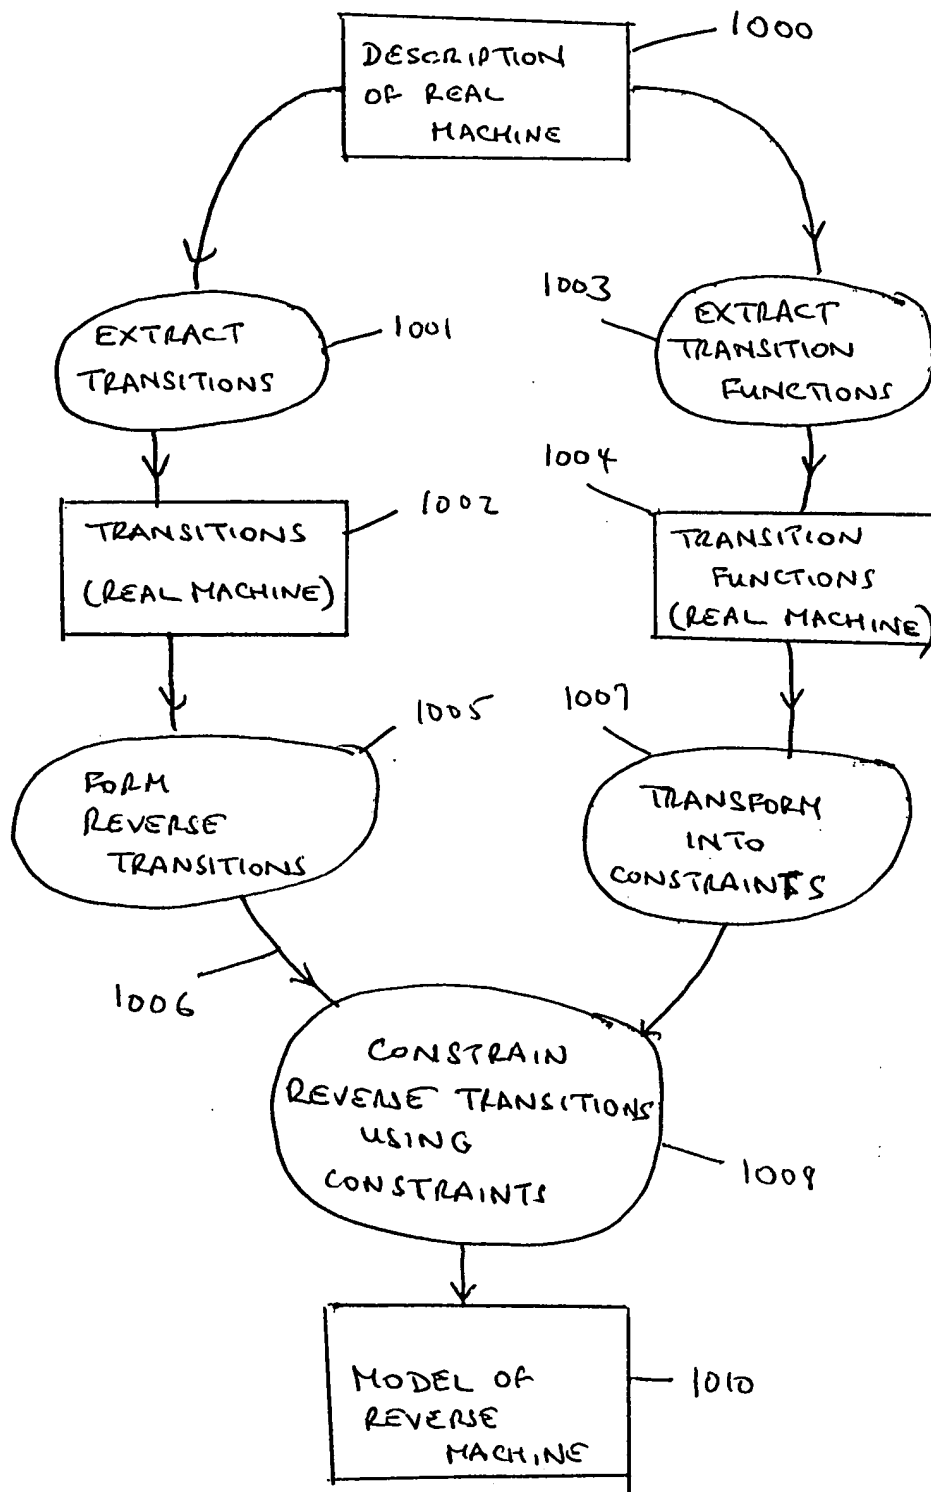 1000
DESCRIPTION
OF REAL
MACHINE
EXTRACT
TRANSITIONS
1001
1003
EXTRACT
TRANSITION
FUNCTIONS
1002
TRANSITIONS
(REAL MACHINE)
1004
TRANSITION
FUNCTIONS
(REAL MACHINE)
1005
FORM
REVERSE
TRANSITIONS
1007
TRANSFORM
INTO
CONSTRAINTS
1006
CONSTRAIN
REVERSE TRANSITIONS
USING
CONSTRAINTS
1009
MODEL OF
REVERSE
MACHINE
1010